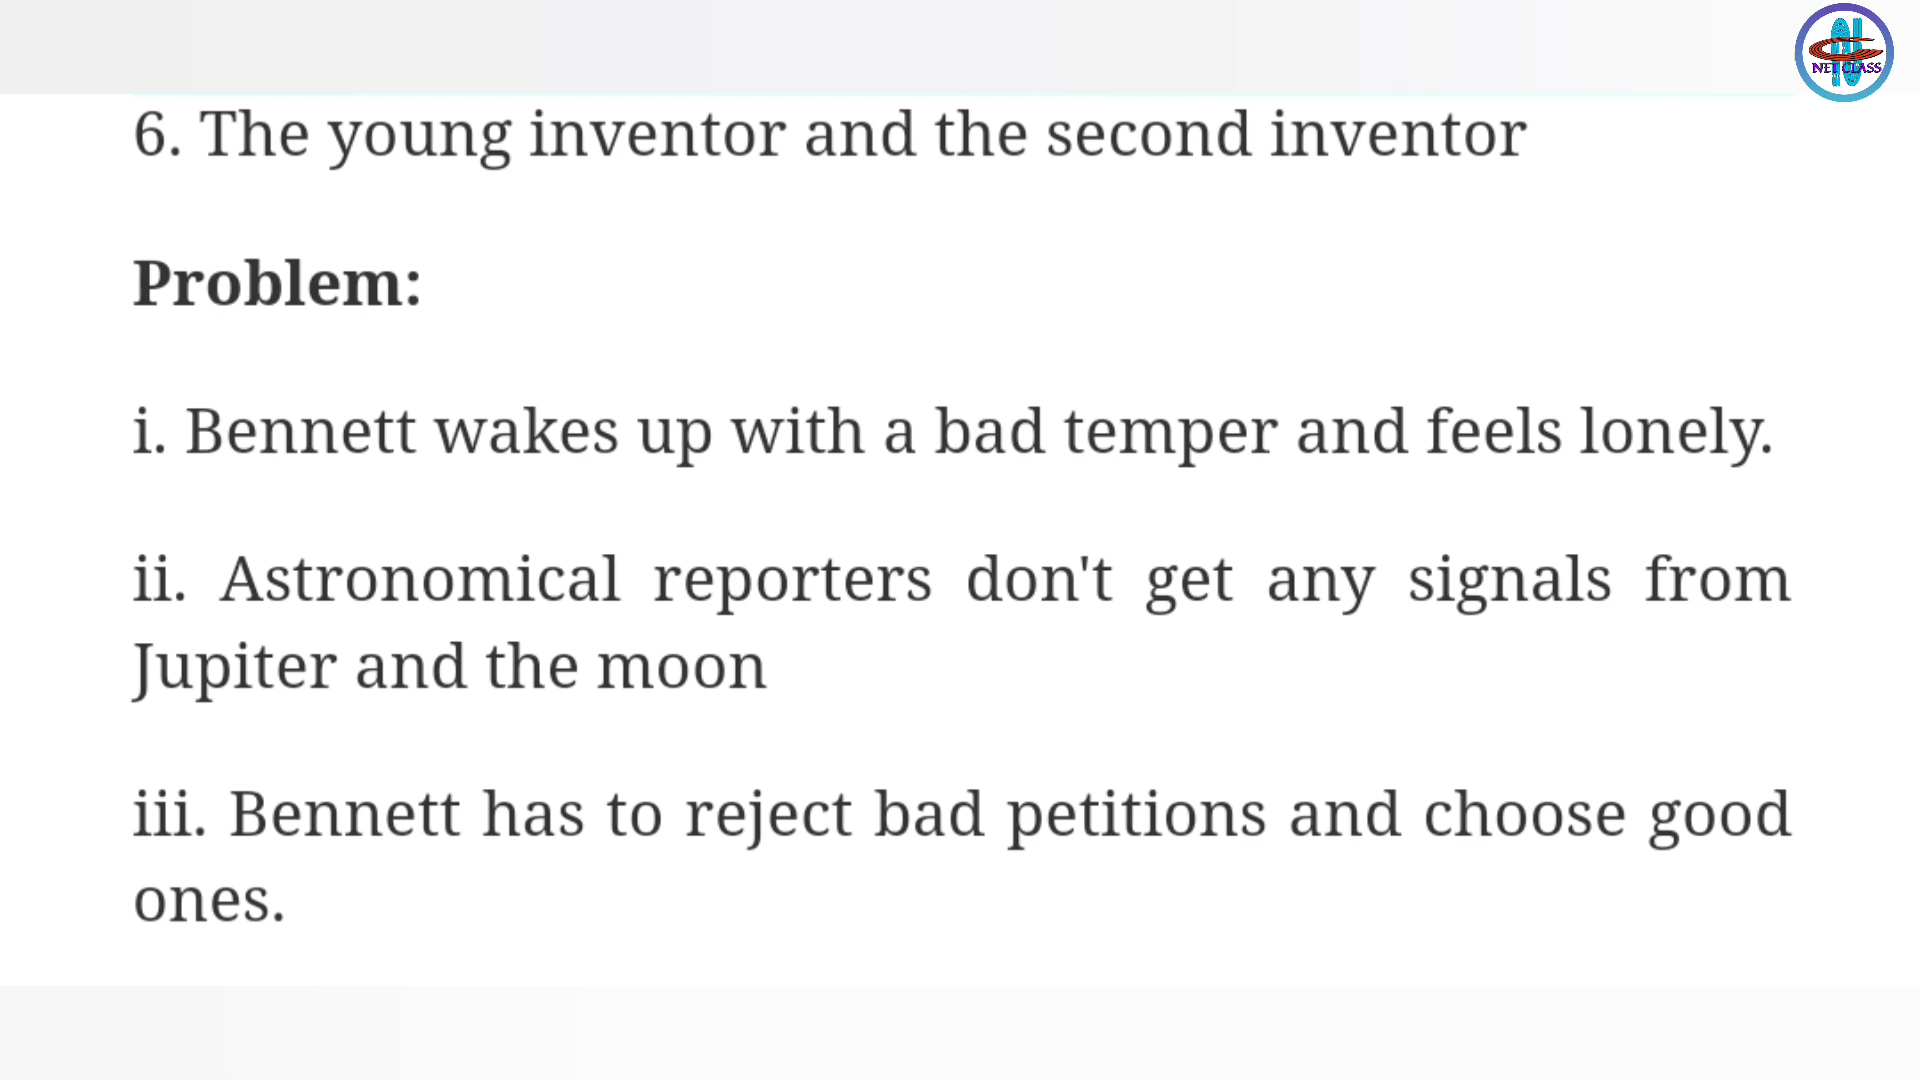 NET CLASS
6. The young inventor and the second inventor
Problem:
i. Bennett wakes up with a bad temper and feels lonely.
ii. Astronomical reporters don't get any signals from
Jupiter and the moon
iii. Bennett has to reject bad petitions and choose good
ones.